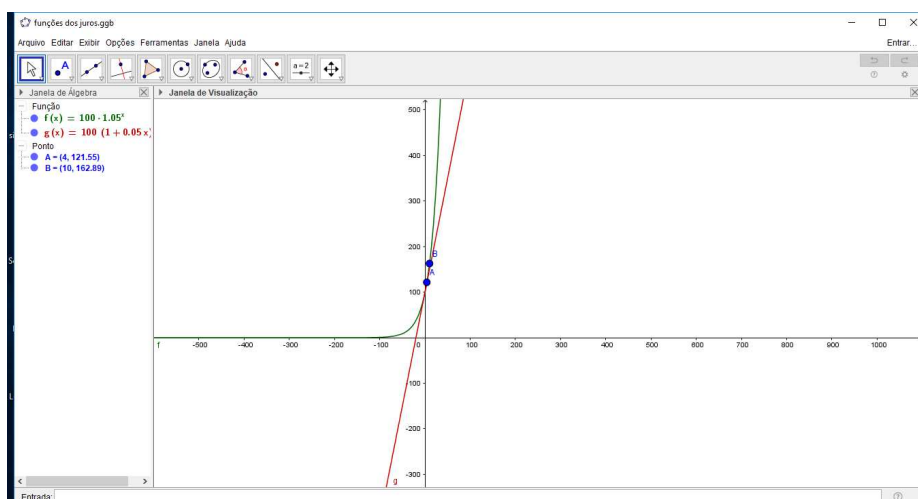 funções dos juros.ggb
Arquivo Editar Exibir Opções Ferramentas Janela Ajuda
Entrar...
A
a = 2
Janela de Álgebra
Janela de Visualização
Função
f(x) = 100 · 1.05ˣ
g(x) = 100 (1 + 0.05 x)
Ponto
A = (4, 121.55)
B = (10, 162.89)
500
400
300
200
B
A
100
f
-500 -400 -300 -200 -100 0 100 200 300 400 500 600 700 800 900 1000
-100
-200
-300
g
Entrada: